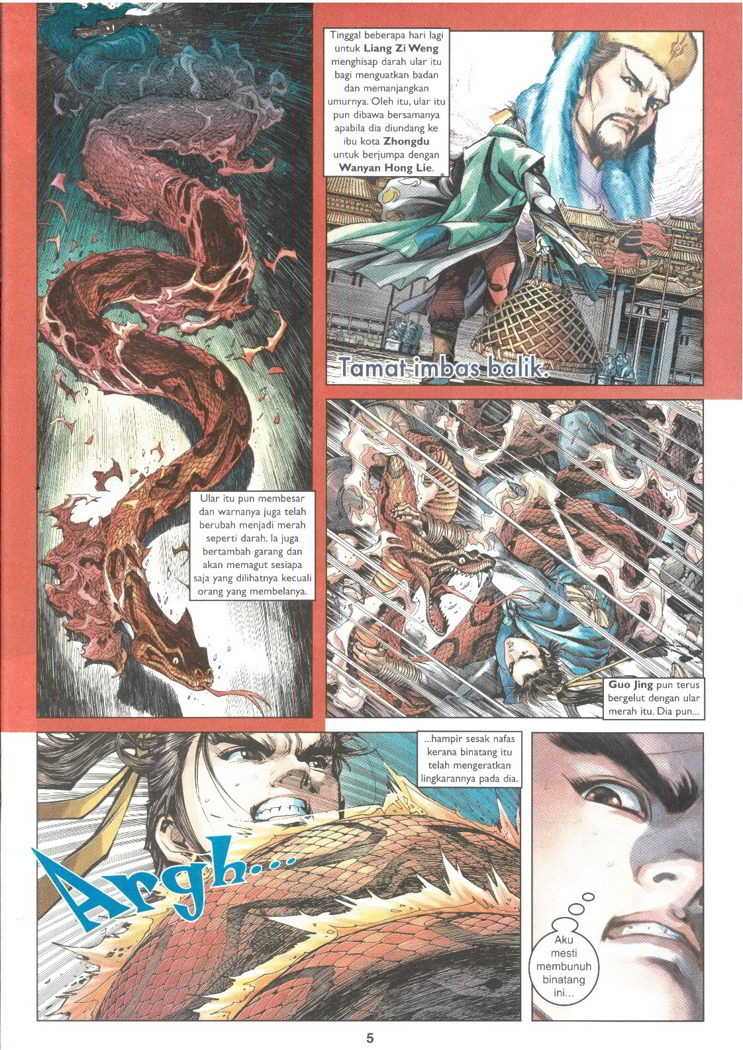 Tinggal beberapa hari lagi
untuk Liang Zi Weng
menghisap darah ular itu
bagi menguatkan badan
dan memanjangkan
umurnya. Oleh itu, ular itu
pun dibawa bersamanya
apabila dia diundang ke
ibu kota Zhongdu
untuk berjumpa dengan
Wanyan Hong Lie.
Tamat imbas balik.
Ular itu pun membesar
dan warnanya juga telah
berubah menjadi merah
seperti darah. Ia juga
bertambah garang dan
akan memagut sesiapa
saja yang dilihatnya kecuali
orang yang membelanya.
Guo Jing pun terus
bergelut dengan ular
merah itu. Dia pun...
...hampir sesak nafas
kerana binatang itu
telah mengeratkan
lingkarannya pada dia.
Argh...
Aku
mesti
membunuh
binatang
ini...
5